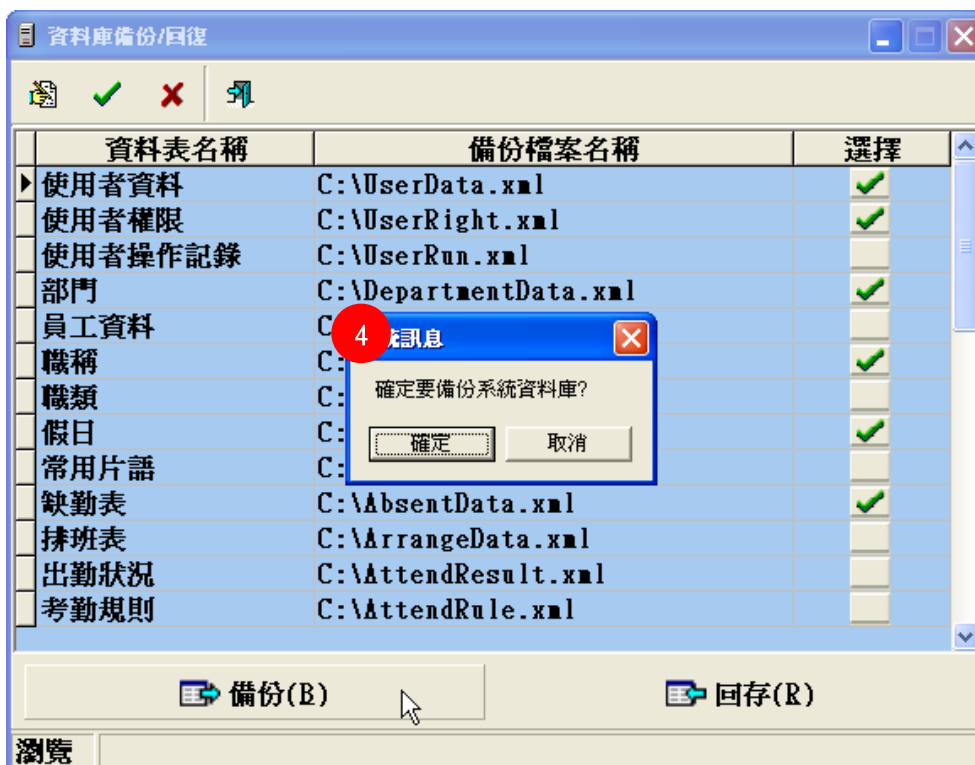 資料庫備份/回復
資料表名稱 備份檔案名稱 選擇
使用者資料 C:\UserData.xml
使用者權限 C:\UserRight.xml
使用者操作記錄 C:\UserRun.xml
部門 C:\DepartmentData.xml
員工資料 C
4 統訊息
職稱 C:
確定要備份系統資料庫?
職類 C:
假日 C:
確定 取消
常用片語 C:
缺勤表 C:\AbsentData.xml
排班表 C:\ArrangeData.xml
出勤狀況 C:\AttendResult.xml
考勤規則 C:\AttendRule.xml
備份(B) 回存(R)
瀏覽